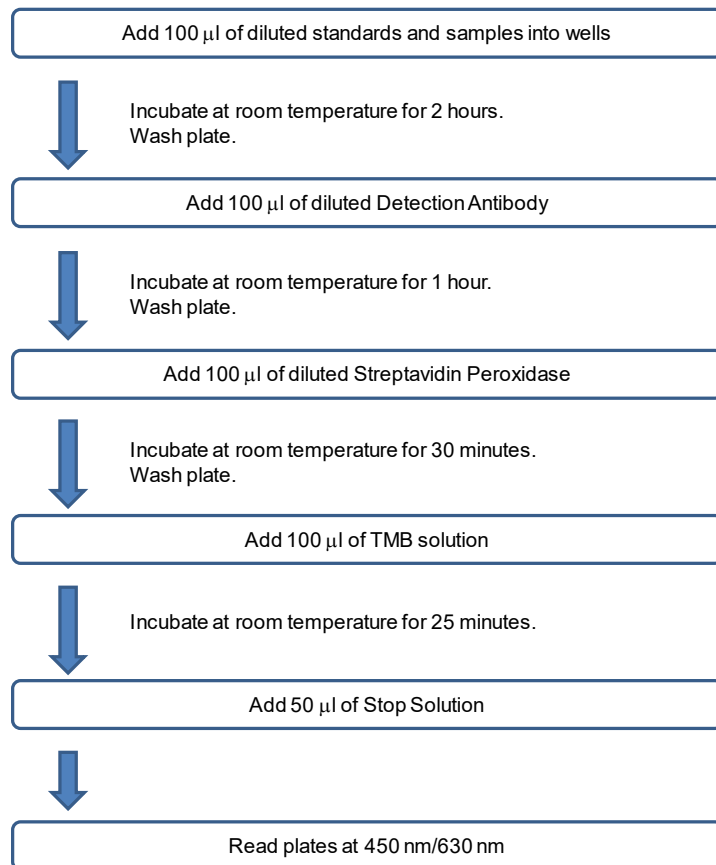 Add 100 μl of diluted standards and samples into wells
Incubate at room temperature for 2 hours.
Wash plate.
Add 100 μl of diluted Detection Antibody
Incubate at room temperature for 1 hour.
Wash plate.
Add 100 μl of diluted Streptavidin Peroxidase
Incubate at room temperature for 30 minutes.
Wash plate.
Add 100 μl of TMB solution
Incubate at room temperature for 25 minutes.
Add 50 μl of Stop Solution
Read plates at 450 nm/630 nm